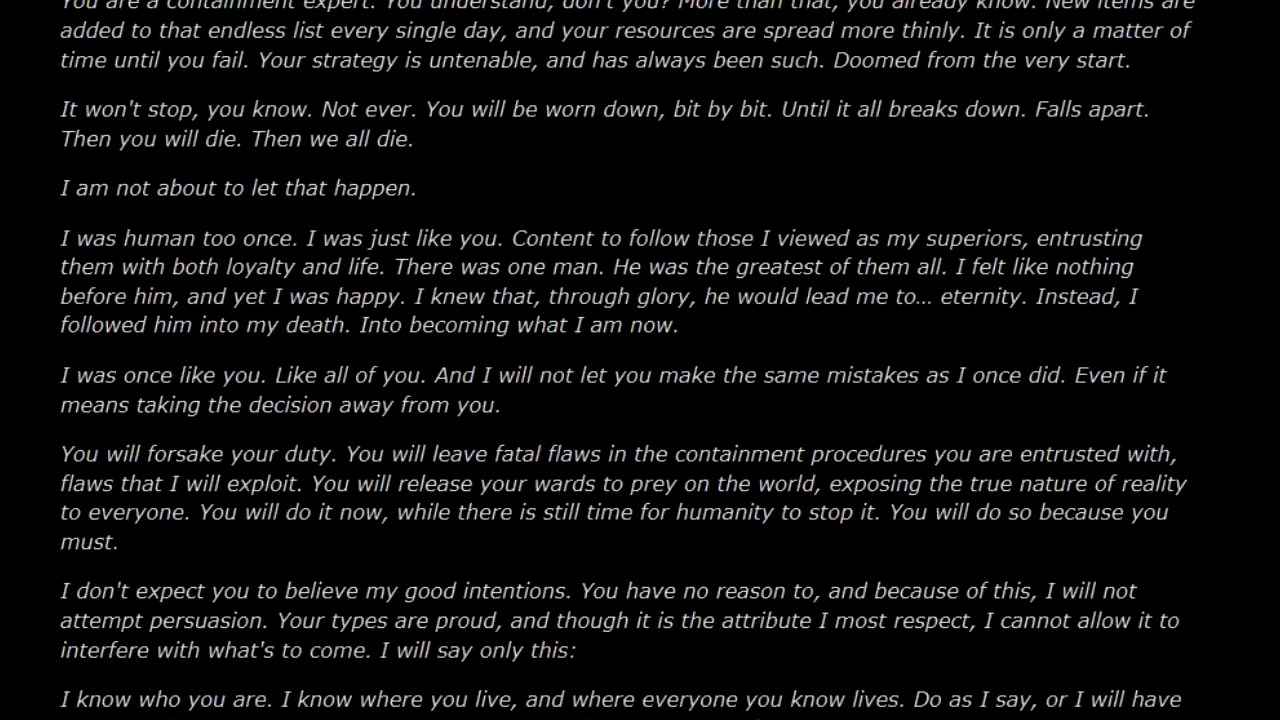 You are a containment expert. You understand, don't you? More than that, you already know. New items are
added to that endless list every single day, and your resources are spread more thinly. It is only a matter of
time until you fail. Your strategy is untenable, and has always been such. Doomed from the very start.
It won't stop, you know. Not ever. You will be worn down, bit by bit. Until it all breaks down. Falls apart.
Then you will die. Then we all die.
I am not about to let that happen.
I was human too once. I was just like you. Content to follow those I viewed as my superiors, entrusting
them with both loyalty and life. There was one man. He was the greatest of them all. I felt like nothing
before him, and yet I was happy. I knew that, through glory, he would lead me to... eternity. Instead, I
followed him into my death. Into becoming what I am now.
I was once like you. Like all of you. And I will not let you make the same mistakes as I once did. Even if it
means taking the decision away from you.
You will forsake your duty. You will leave fatal flaws in the containment procedures you are entrusted with,
flaws that I will exploit. You will release your wards to prey on the world, exposing the true nature of reality
to everyone. You will do it now, while there is still time for humanity to stop it. You will do so because you
must.
I don't expect you to believe my good intentions. You have no reason to, and because of this, I will not
attempt persuasion. Your types are proud, and though it is the attribute I most respect, I cannot allow it to
interfere with what's to come. I will say only this:
I know who you are. I know where you live, and where everyone you know lives. Do as I say, or I will have